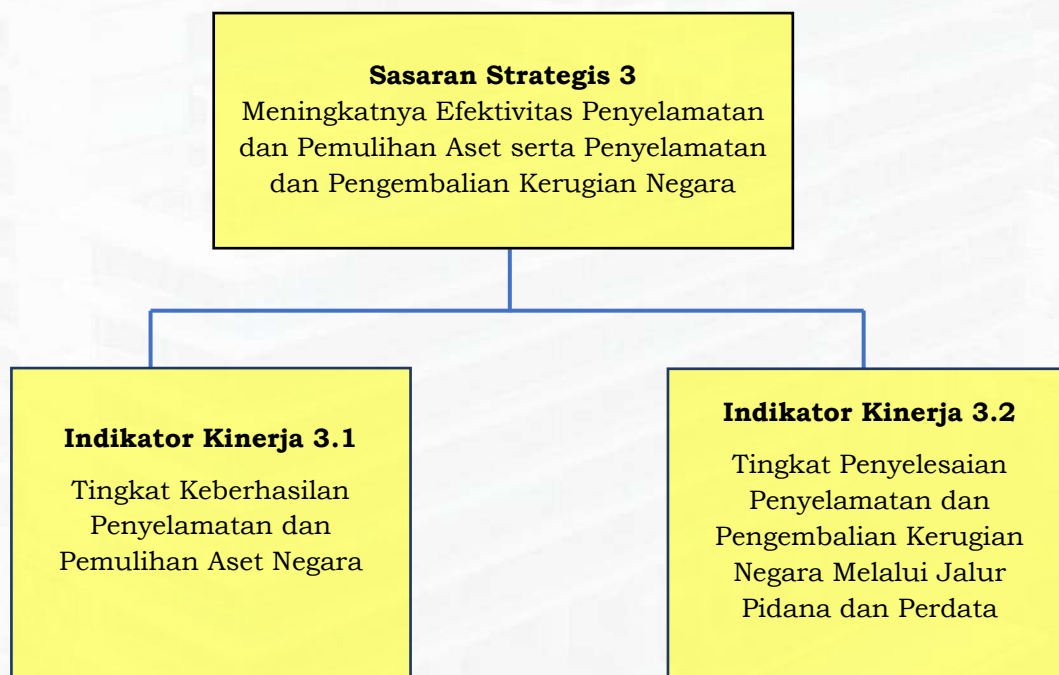 Sasaran Strategis 3
Meningkatnya Efektivitas Penyelamatan
dan Pemulihan Aset serta Penyelamatan
dan Pengembalian Kerugian Negara
Indikator Kinerja 3.1
Tingkat Keberhasilan
Penyelamatan dan
Pemulihan Aset Negara
Indikator Kinerja 3.2
Tingkat Penyelesaian
Penyelamatan dan
Pengembalian Kerugian
Negara Melalui Jalur
Pidana dan Perdata